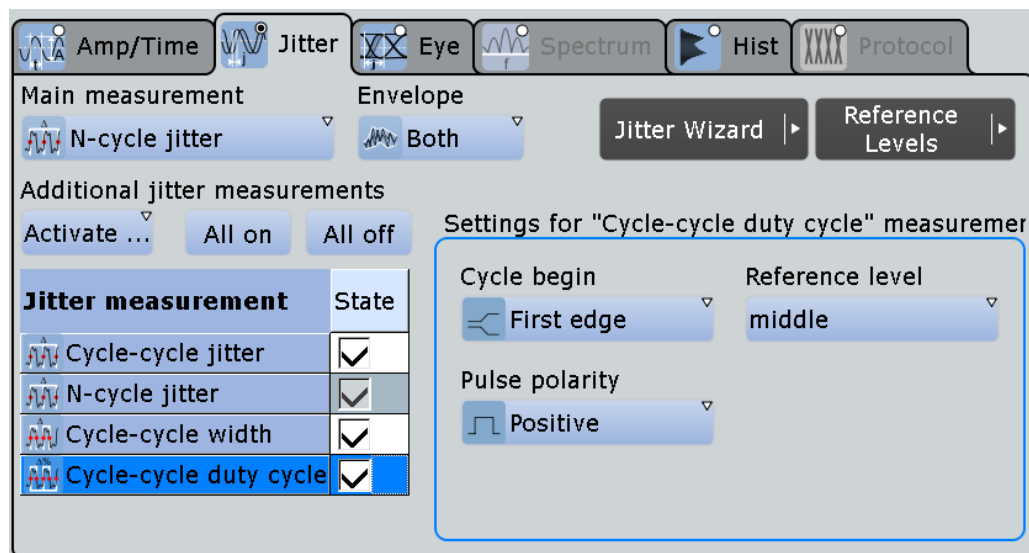 Amp/Time Jitter Eye Spectrum Hist Protocol
Main measurement Envelope
N-cycle jitter Both Jitter Wizard Reference Levels
Additional jitter measurements
Activate ... All on All off
Settings for "Cycle-cycle duty cycle" measuremen
Cycle begin Reference level
First edge middle
Pulse polarity
Positive
Jitter measurement State
Cycle-cycle jitter
N-cycle jitter
Cycle-cycle width
Cycle-cycle duty cycle